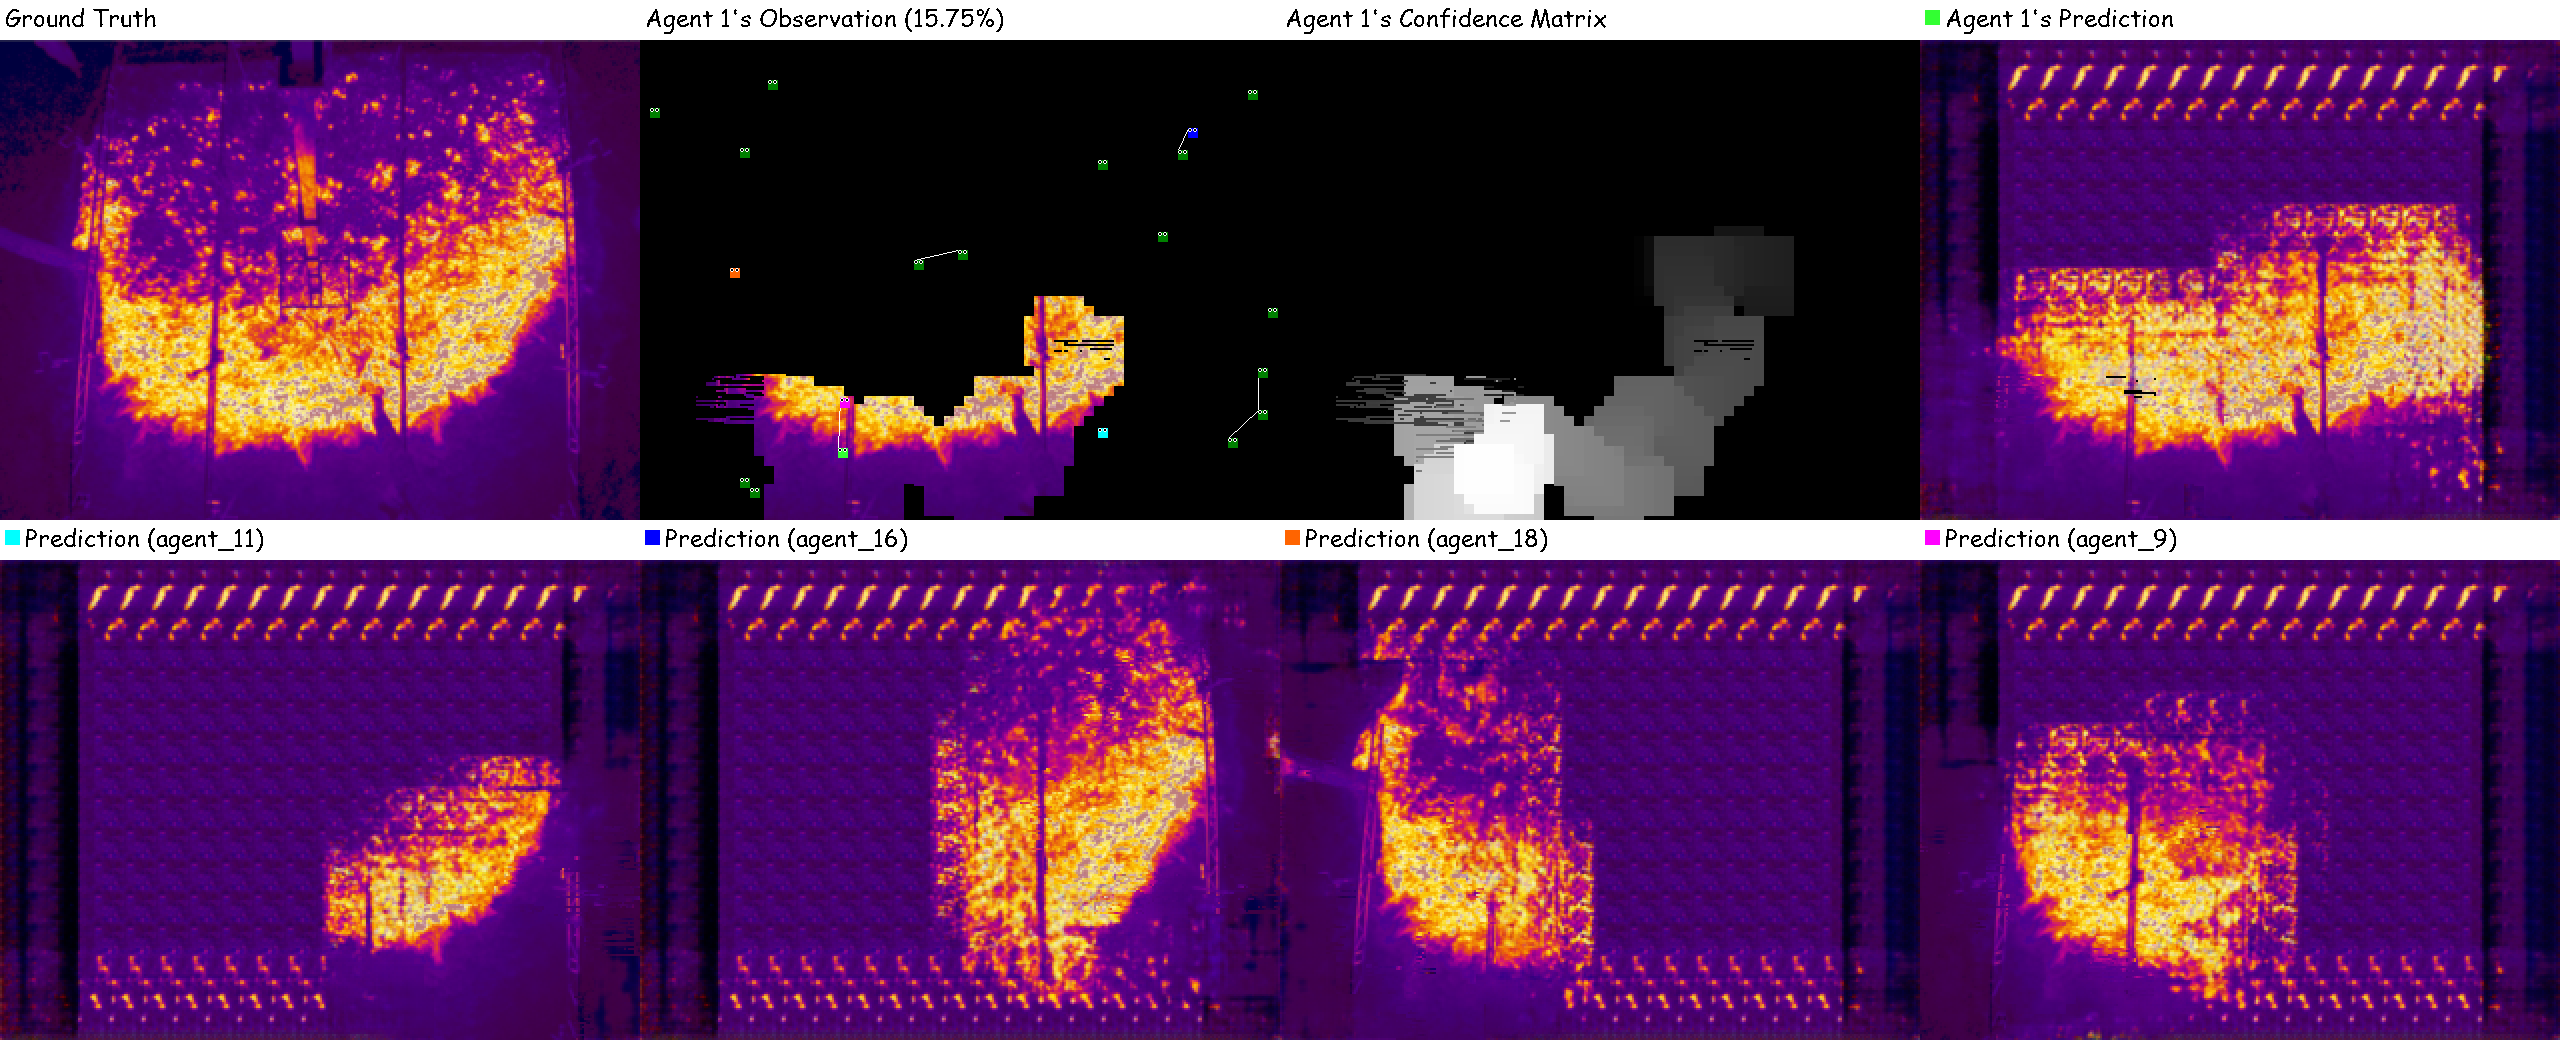 Ground Truth
Agent 1's Observation (15.75%)
Agent 1's Confidence Matrix
Agent 1's Prediction
Prediction (agent_11)
Prediction (agent_16)
Prediction (agent_18)
Prediction (agent_9)